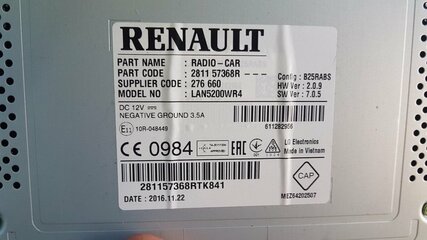 RENAULT
PART NAME : RADIO-CAR
PART CODE : 2811 57368R ----
SUPPLIER CODE : 276 660
MODEL NO : LAN5200WR4
Config : B25RABS
HW Ver : 2.0.9
SW Ver : 7.0.5
DC 12V
NEGATIVE GROUND 3.5A
611282956
E11 10R-048449
CE 0984
LG Electronics
Made in Vietnam
281157368RTK841
DATE : 2016.11.22
CAP
MEZ64202507